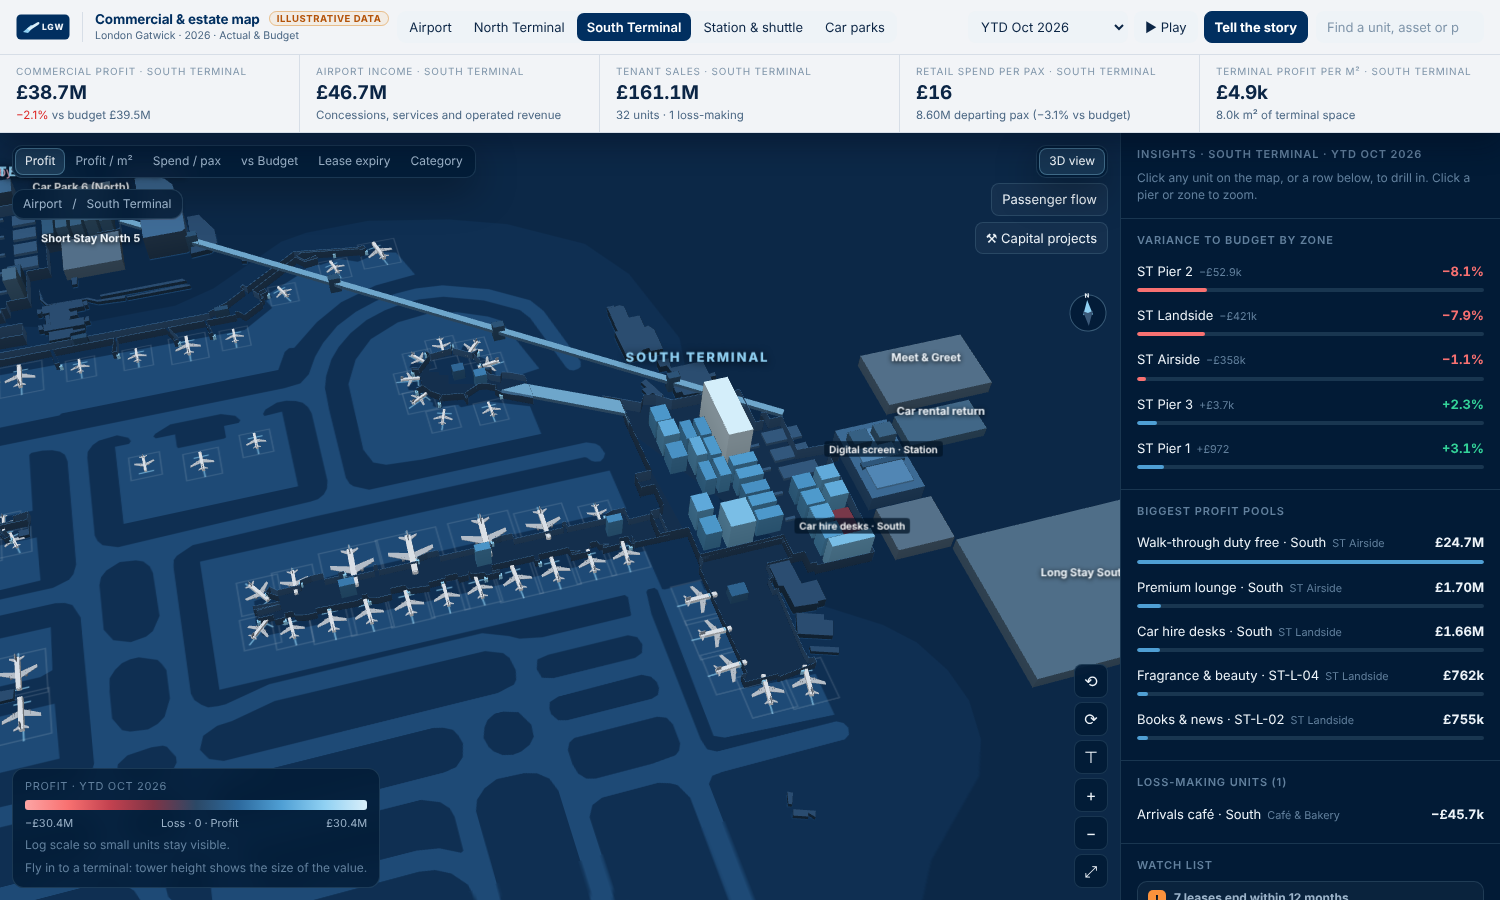 LGW
Commercial & estate map ILLUSTRATIVE DATA
London Gatwick · 2026 · Actual & Budget
Airport North Terminal South Terminal Station & shuttle Car parks
YTD Oct 2026 ▶ Play Tell the story Find a unit, asset or p
COMMERCIAL PROFIT · SOUTH TERMINAL
£38.7M
−2.1% vs budget £39.5M
AIRPORT INCOME · SOUTH TERMINAL
£46.7M
Concessions, services and operated revenue
TENANT SALES · SOUTH TERMINAL
£161.1M
32 units · 1 loss-making
RETAIL SPEND PER PAX · SOUTH TERMINAL
£16
8.60M departing pax (−3.1% vs budget)
TERMINAL PROFIT PER M² · SOUTH TERMINAL
£4.9k
8.0k m² of terminal space
Profit Profit / m² Spend / pax vs Budget Lease expiry Category
Car Park 6 (North)
Airport / South Terminal
Short Stay North 5
3D view
Passenger flow
⚒ Capital projects
N
SOUTH TERMINAL
Meet & Greet
Car rental return
Digital screen · Station
Car hire desks · South
Long Stay Sout
PROFIT · YTD OCT 2026
−£30.4M Loss · 0 · Profit £30.4M
Log scale so small units stay visible.
Fly in to a terminal: tower height shows the size of the value.
INSIGHTS · SOUTH TERMINAL · YTD OCT 2026
Click any unit on the map, or a row below, to drill in. Click a
pier or zone to zoom.
VARIANCE TO BUDGET BY ZONE
ST Pier 2 −£52.9k −8.1%
ST Landside −£421k −7.9%
ST Airside −£358k −1.1%
ST Pier 3 +£3.7k +2.3%
ST Pier 1 +£972 +3.1%
BIGGEST PROFIT POOLS
Walk-through duty free · South ST Airside £24.7M
Premium lounge · South ST Airside £1.70M
Car hire desks · South ST Landside £1.66M
Fragrance & beauty · ST-L-04 ST Landside £762k
Books & news · ST-L-02 ST Landside £755k
LOSS-MAKING UNITS (1)
Arrivals café · South Café & Bakery −£45.7k
WATCH LIST
7 leases end within 12 months